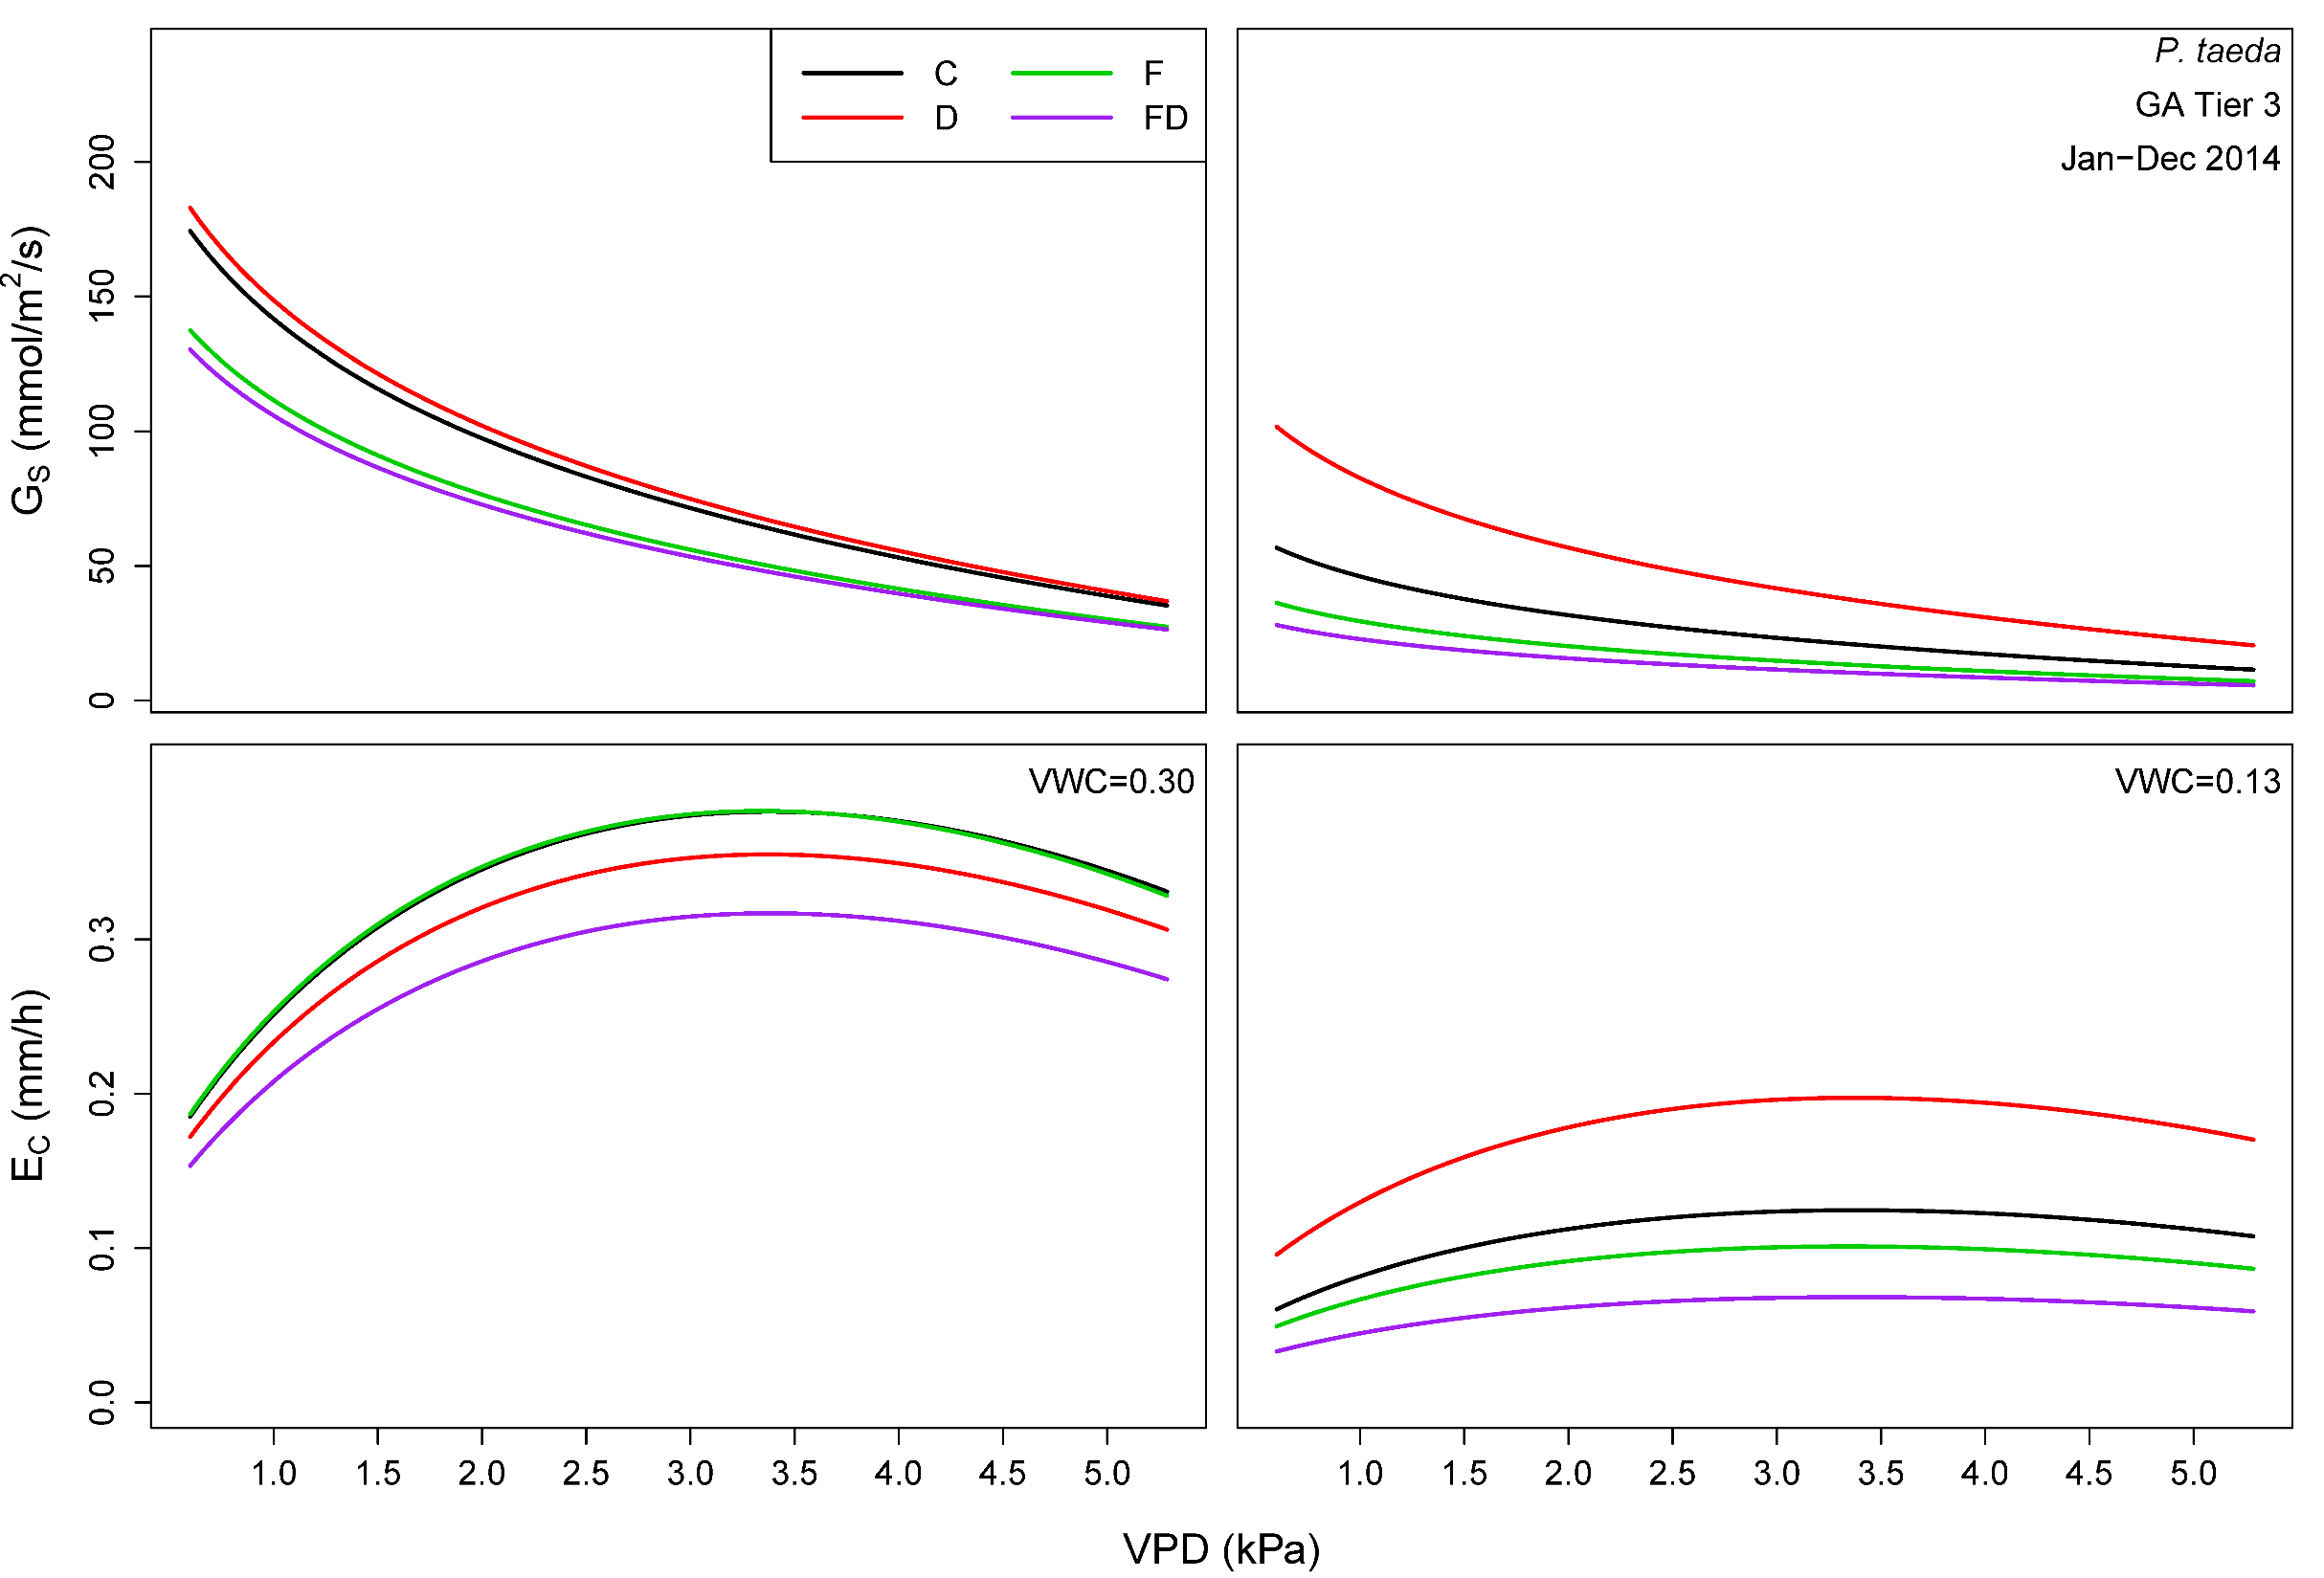 C F
D FD
P. taeda
GA Tier 3
Jan−Dec 2014
GS (mmol/m2/s)
200
150
100
50
0
VWC=0.30
VWC=0.13
EC (mm/h)
0.3
0.2
0.1
0.0
1.0 1.5 2.0 2.5 3.0 3.5 4.0 4.5 5.0
1.0 1.5 2.0 2.5 3.0 3.5 4.0 4.5 5.0
VPD (kPa)